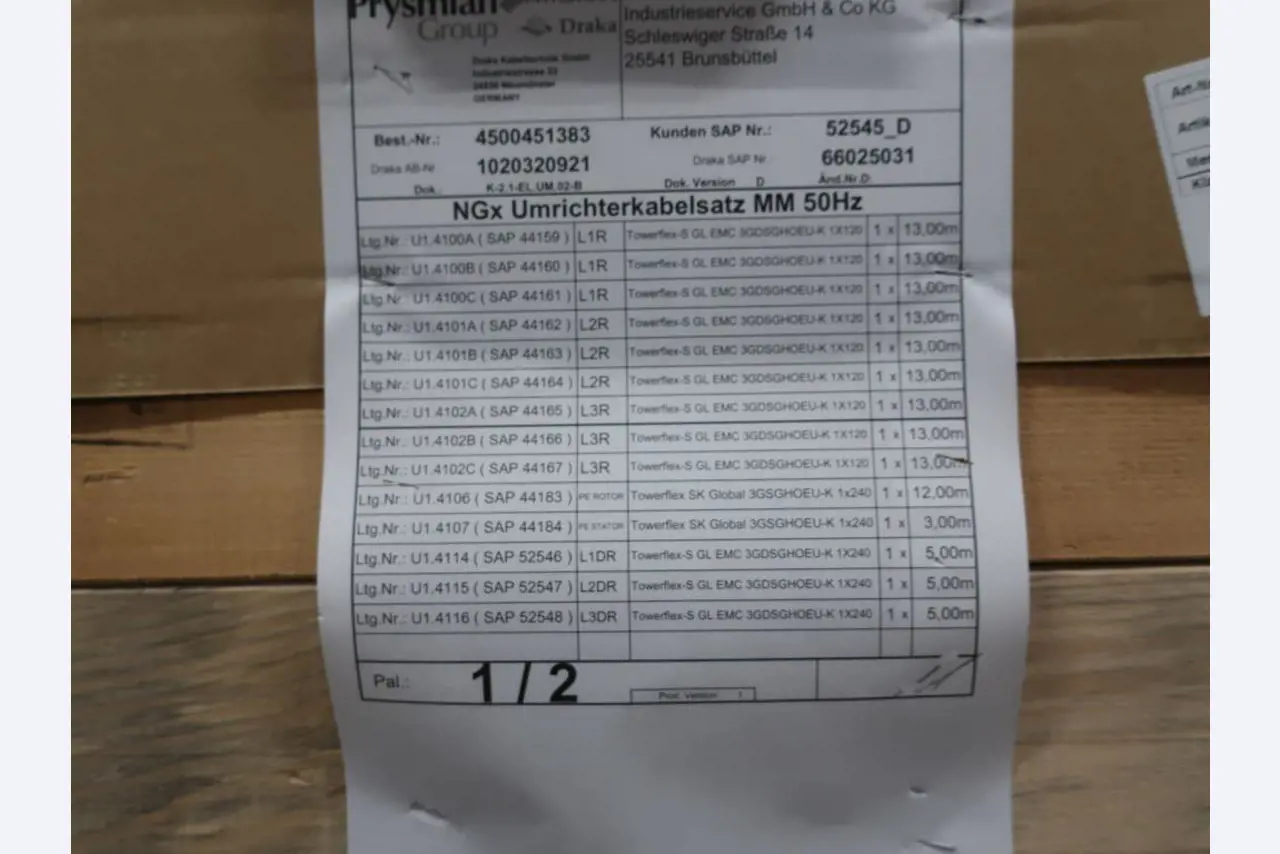 Prysmian
Group
Draka
Industrieservice GmbH & Co KG
Schleswiger Straße 14
25541 Brunsbüttel
Draka Kabeltechnik GmbH
GERMANY
Best.-Nr.: 4500451383 Kunden SAP Nr.: 52545_D
Draka AB-Nr 1020320921 Draka SAP Nr. 66025031
Dok. K-2.1-EL.UM.02-B Dok. Version D Änd.Nr.D:
NGx Umrichterkabelsatz MM 50Hz
Ltg.Nr.: U1.4100A ( SAP 44159 ) L1R Towerflex-S GL EMC 3GDSGHOEU-K 1X120 1 x 13,00m
Ltg.Nr.: U1.4100B ( SAP 44160 ) L1R Towerflex-S GL EMC 3GDSGHOEU-K 1X120 1 x 13,00m
Ltg.Nr.: U1.4100C ( SAP 44161 ) L1R Towerflex-S GL EMC 3GDSGHOEU-K 1X120 1 x 13,00m
Ltg.Nr.: U1.4101A ( SAP 44162 ) L2R Towerflex-S GL EMC 3GDSGHOEU-K 1X120 1 x 13,00m
Ltg.Nr.: U1.4101B ( SAP 44163 ) L2R Towerflex-S GL EMC 3GDSGHOEU-K 1X120 1 x 13,00m
Ltg.Nr.: U1.4101C ( SAP 44164 ) L2R Towerflex-S GL EMC 3GDSGHOEU-K 1X120 1 x 13,00m
Ltg.Nr.: U1.4102A ( SAP 44165 ) L3R Towerflex-S GL EMC 3GDSGHOEU-K 1X120 1 x 13,00m
Ltg.Nr.: U1.4102B ( SAP 44166 ) L3R Towerflex-S GL EMC 3GDSGHOEU-K 1X120 1 x 13,00m
Ltg.Nr.: U1.4102C ( SAP 44167 ) L3R Towerflex-S GL EMC 3GDSGHOEU-K 1X120 1 x 13,00m
Ltg.Nr.: U1.4106 ( SAP 44183 ) PE ROTOR Towerflex SK Global 3GSGHOEU-K 1x240 1 x 12,00m
Ltg.Nr.: U1.4107 ( SAP 44184 ) PE STATOR Towerflex SK Global 3GSGHOEU-K 1x240 1 x 3,00m
Ltg.Nr.: U1.4114 ( SAP 52546 ) L1DR Towerflex-S GL EMC 3GDSGHOEU-K 1X240 1 x 5,00m
Ltg.Nr.: U1.4115 ( SAP 52547 ) L2DR Towerflex-S GL EMC 3GDSGHOEU-K 1X240 1 x 5,00m
Ltg.Nr.: U1.4116 ( SAP 52548 ) L3DR Towerflex-S GL EMC 3GDSGHOEU-K 1X240 1 x 5,00m
Pal.: 1 / 2
Prod. Version 1